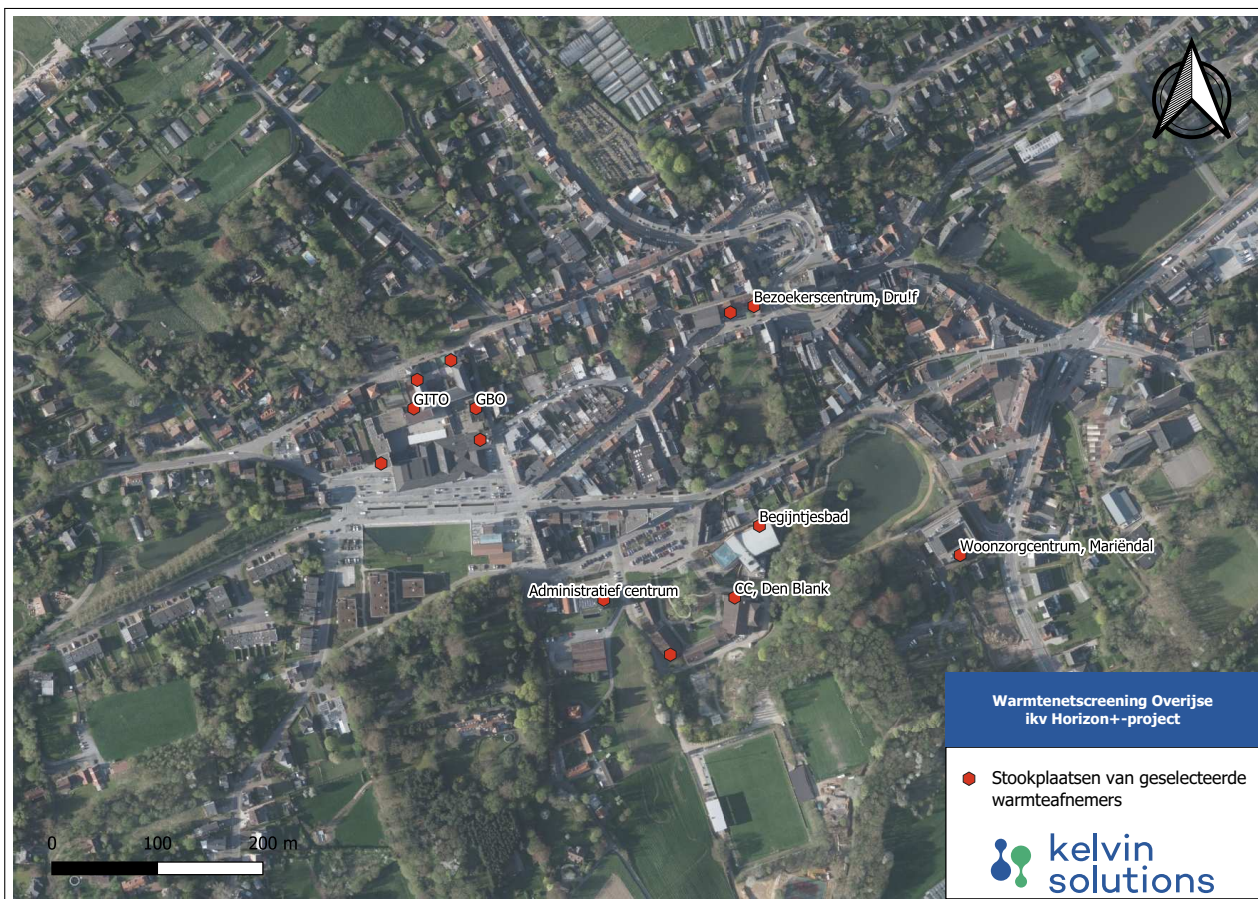 Bezoekerscentrum, Dru!f
GITO
GBO
Begijntjesbad
Woonzorgcentrum, Mariëndal
Administratief centrum
CC, Den Blank
Warmtenetscreening Overijse
ikv Horizon+-project
Stookplaatsen van geselecteerde
warmteafnemers
0 100 200 m
kelvin
solutions